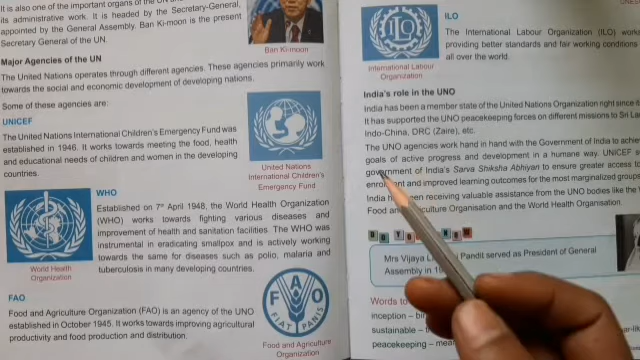 It is also one of the important organs of the UN
its administrative work. It is headed by the Secretary-General,
appointed by the General Assembly. Ban Ki-moon is the present
Secretary General of the UN.
Ban Ki-moon
Major Agencies of the UN
The United Nations operates through different agencies. These agencies primarily work
towards the social and economic development of developing nations.
Some of these agencies are:
UNICEF
The United Nations International Children's Emergency Fund was
established in 1946. It works towards meeting the food, health
and educational needs of children and women in the developing
countries.
United Nations
International Children's
Emergency Fund
WHO
Established on 7th April 1948, the World Health Organization
(WHO) works towards fighting various diseases and
improvement of health and sanitation facilities. The WHO was
instrumental in eradicating smallpox and is actively working
towards the same for diseases such as polio, malaria and
tuberculosis in many developing countries.
World Health
Organization
FAO
Food and Agriculture Organization (FAO) is an agency of the UNO
established in October 1945. It works towards improving agricultural
productivity and food production and distribution.
F A O
FIAT PANIS
Food and Agriculture
Organization
ILO
The International Labour Organization (ILO) works
providing better standards and fair working conditions
all over the world.
ILO
International Labour
Organization
India's role in the UNO
India has been a member state of the United Nations Organization right since
It has supported the UNO peacekeeping forces on different missions to Sri
Indo-China, DRC (Zaire), etc.
The UNO agencies work hand in hand with the Government of India to
goals of active progress and development in a humane way. UNICEF
government of India's Sarva Shiksha Abhiyan to ensure greater access
and improved learning outcomes for the most marginalized groups
India been receiving valuable assistance from the UNO bodies like the
Food and Agriculture Organisation and the World Health Organisation.
Mrs Vijaya Pandit served as President of General
Assembly in
Words to
inception –
sustainable –
peacekeeping –